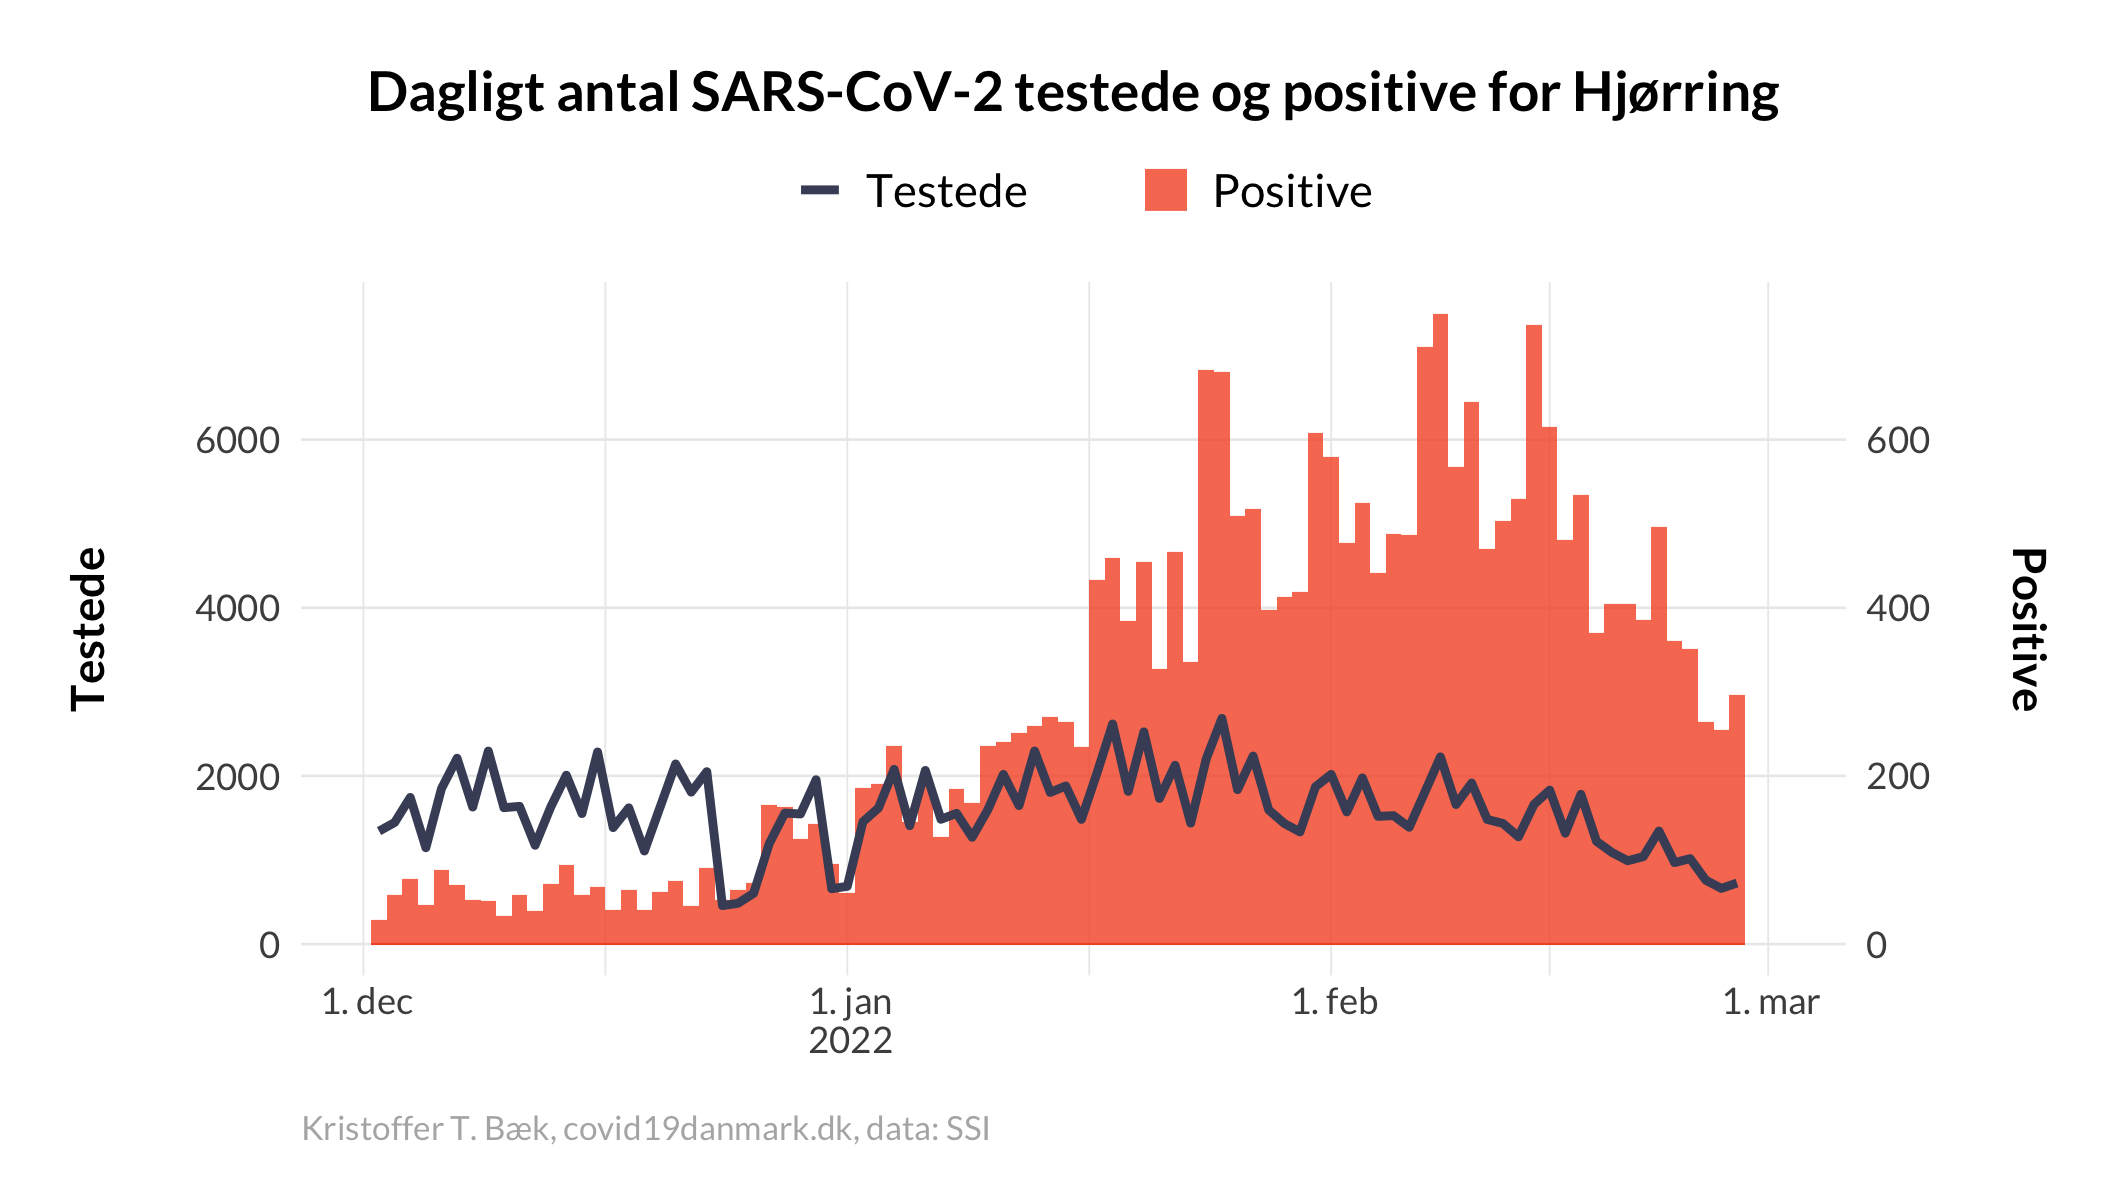 Dagligt antal SARS-CoV-2 testede og positive for Hjørring
Testede
Positive
Testede
6000
4000
2000
0
600
400
200
0
Positive
1. dec
1. jan
2022
1. feb
1. mar
Kristoffer T. Bæk, covid19danmark.dk, data: SSI